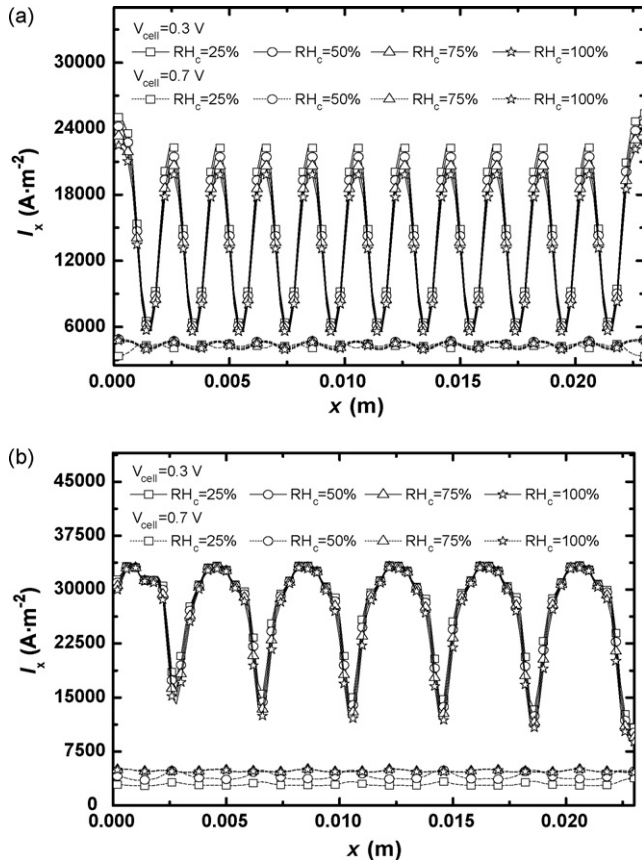 (a)
V_cell=0.3 V
RH_c=25% RH_c=50% RH_c=75% RH_c=100%
V_cell=0.7 V
RH_c=25% RH_c=50% RH_c=75% RH_c=100%
I_x (A·m⁻²)
34000
30000
24000
18000
12000
6000
0.000 0.005 0.010 0.015 0.020
x (m)
(b)
V_cell=0.3 V
RH_c=25% RH_c=50% RH_c=75% RH_c=100%
V_cell=0.7 V
RH_c=25% RH_c=50% RH_c=75% RH_c=100%
I_x (A·m⁻²)
45000
37500
30000
22500
15000
7500
0
0.000 0.005 0.010 0.015 0.020
x (m)